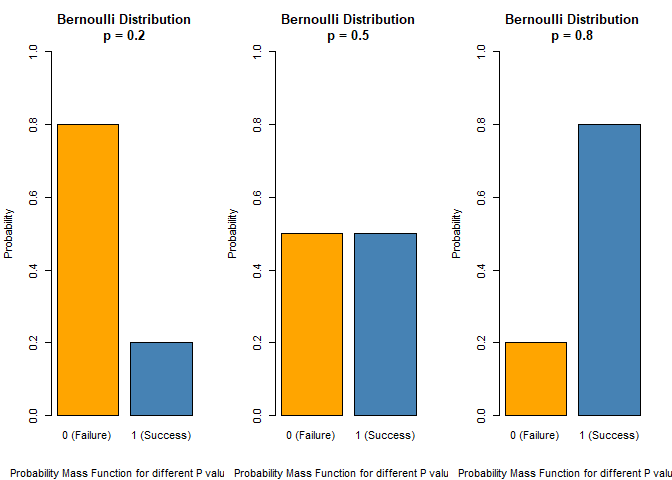 Bernoulli Distribution
p = 0.2
Probability
1.0
0.8
0.6
0.4
0.2
0.0
0 (Failure) 1 (Success)
Probability Mass Function for different P valu
Bernoulli Distribution
p = 0.5
Probability
1.0
0.8
0.6
0.4
0.2
0.0
0 (Failure) 1 (Success)
Probability Mass Function for different P valu
Bernoulli Distribution
p = 0.8
Probability
1.0
0.8
0.6
0.4
0.2
0.0
0 (Failure) 1 (Success)
Probability Mass Function for different P valu